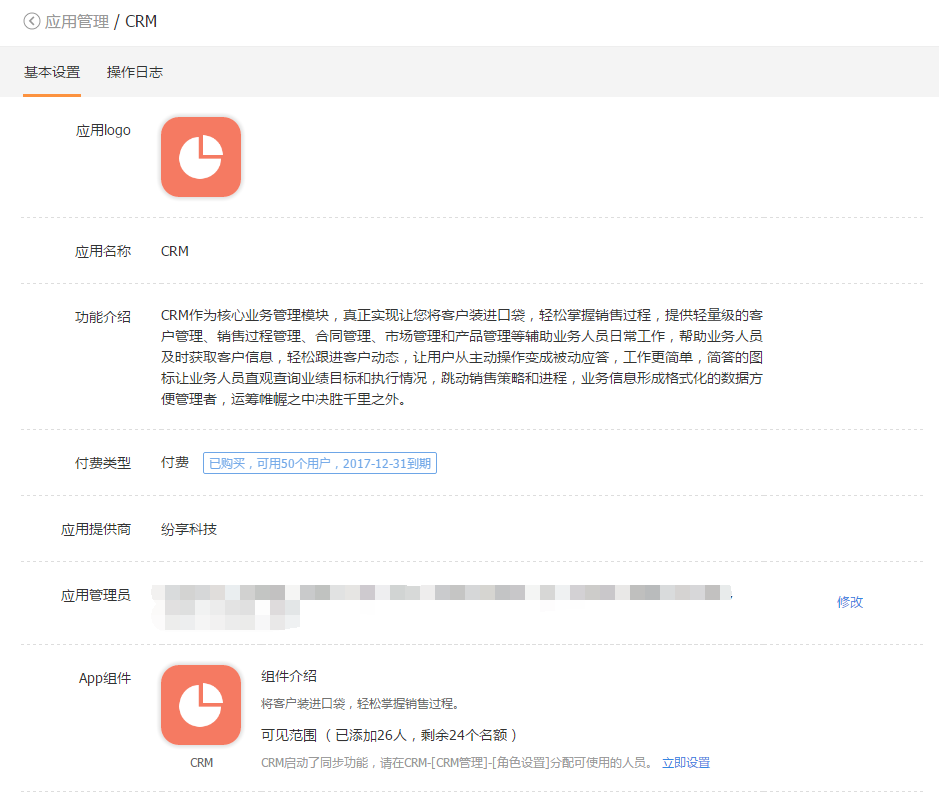 应用管理 / CRM
基本设置 操作日志
应用logo
应用名称 CRM
功能介绍 CRM作为核心业务管理模块，真正实现让您将客户装进口袋，轻松掌握销售过程，提供轻量级的客
户管理、销售过程管理、合同管理、市场管理和产品管理等辅助业务人员日常工作，帮助业务人员
及时获取客户信息，轻松跟进客户动态，让用户从主动操作变成被动应答，工作更简单，简答的图
标让业务人员直观查询业绩目标和执行情况，跳动销售策略和进程，业务信息形成格式化的数据方
便管理者，运筹帷幄之中决胜千里之外。
付费类型 付费 已购买，可用50个用户，2017-12-31到期
应用提供商 纷享科技
应用管理员 修改
App组件 组件介绍
将客户装进口袋，轻松掌握销售过程。
可见范围（已添加26人，剩余24个名额）
CRM CRM启动了同步功能，请在CRM-[CRM管理]-[角色设置]分配可使用的人员。 立即设置